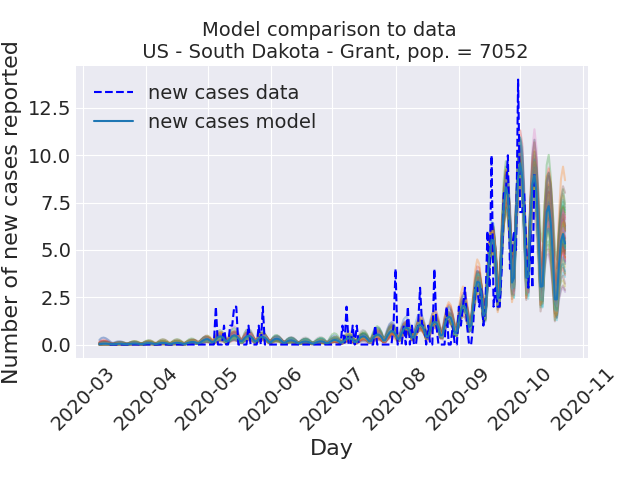 Model comparison to data
US - South Dakota - Grant, pop. = 7052
Number of new cases reported
12.5
10.0
7.5
5.0
2.5
0.0
new cases data
new cases model
2020-03
2020-04
2020-05
2020-06
2020-07
2020-08
2020-09
2020-10
2020-11
Day